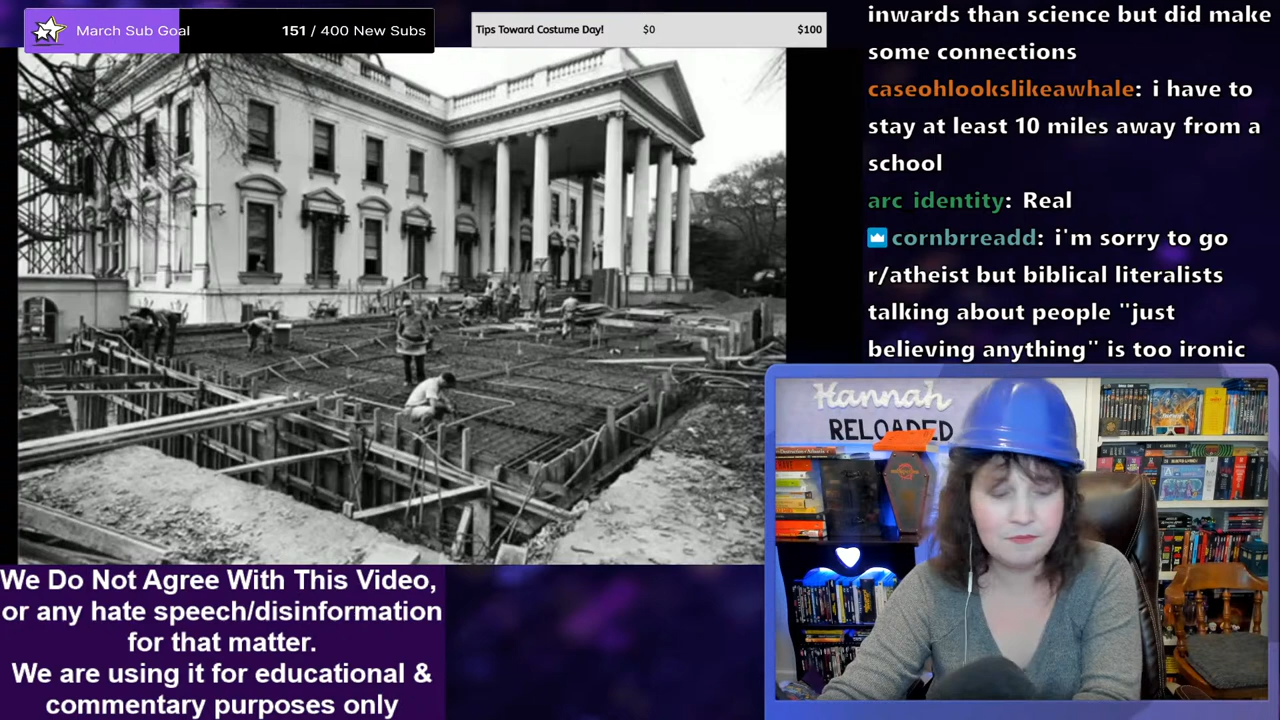 March Sub Goal
151 / 400 New Subs
Tips Toward Costume Day!
$0
$100
inwards than science but did make
some connections
caseohlookslikeawhale: i have to
stay at least 10 miles away from a
school
arc_identity: Real
cornbrreadd: i'm sorry to go
r/atheist but biblical literalists
talking about people "just
believing anything" is too ironic
Hannah
RELOADED
We Do Not Agree With This Video,
or any hate speech/disinformation
for that matter.
We are using it for educational &
commentary purposes only